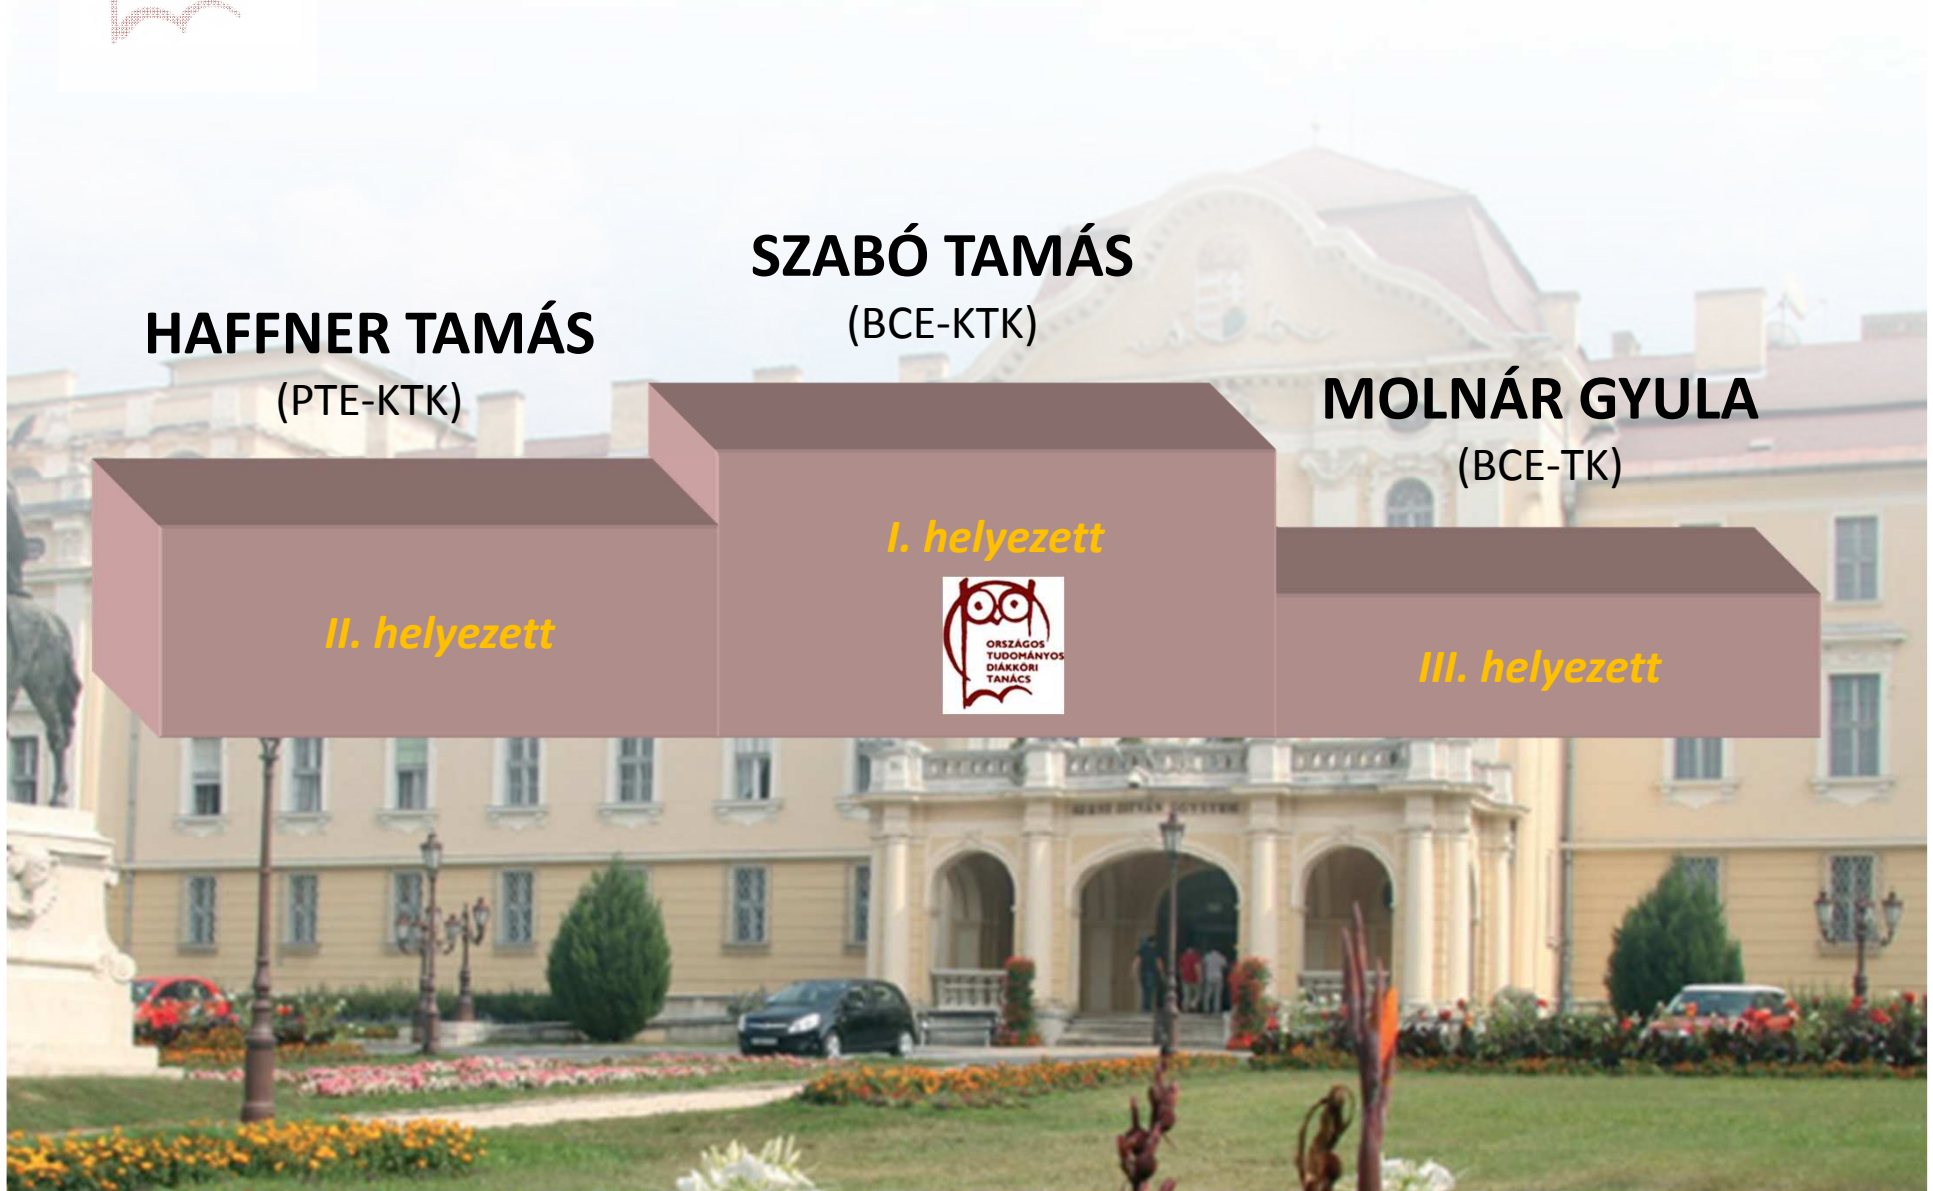 SZABÓ TAMÁS
(BCE-KTK)
HAFFNER TAMÁS
(PTE-KTK)
MOLNÁR GYULA
(BCE-TK)
I. helyezett
II. helyezett
III. helyezett
ORSZÁGOS
TUDOMÁNYOS
DIÁKKÖRI
TANÁCS